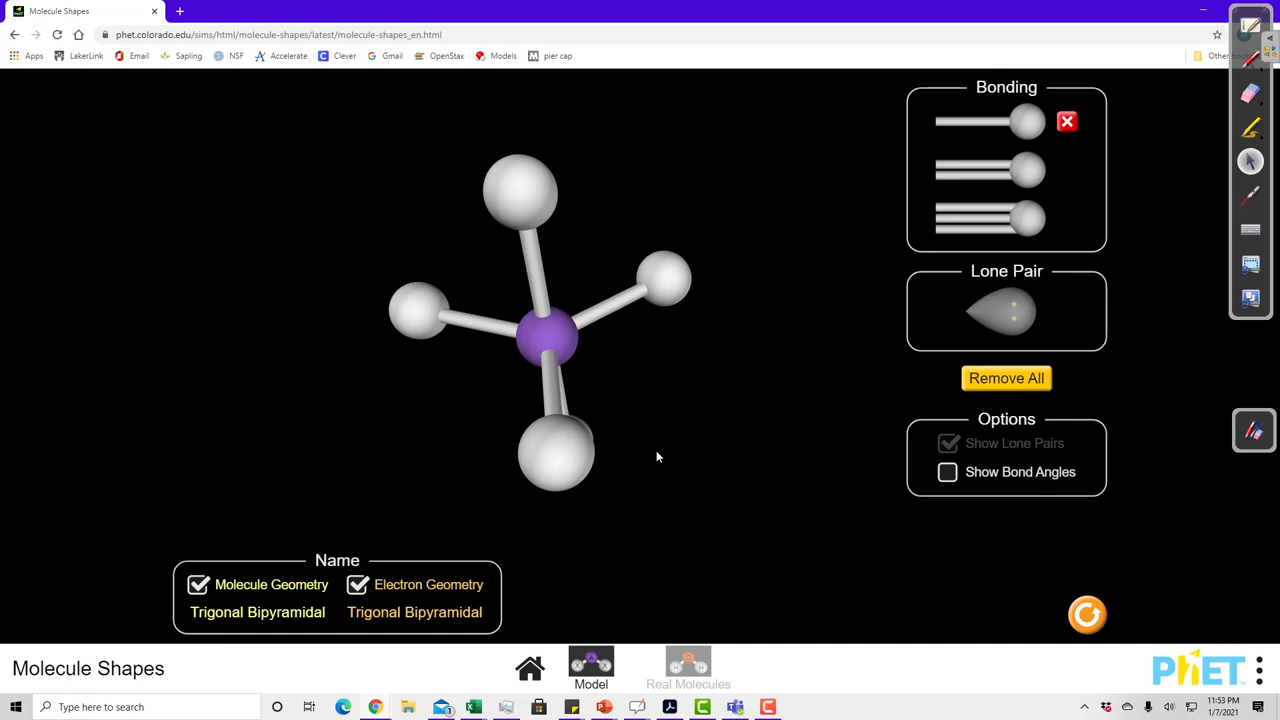 Molecule Shapes
phet.colorado.edu/sims/html/molecule-shapes/latest/molecule-shapes_en.html
Apps LakerLink Email Sapling NSF Accelerate Clever Gmail OpenStax Models pier cap Other
Bonding
Lone Pair
Remove All
Options
Show Lone Pairs
Show Bond Angles
Name
Molecule Geometry Electron Geometry
Trigonal Bipyramidal Trigonal Bipyramidal
Molecule Shapes
Model
Real Molecules
PhET
Type here to search
11:53 PM
1/7/2021